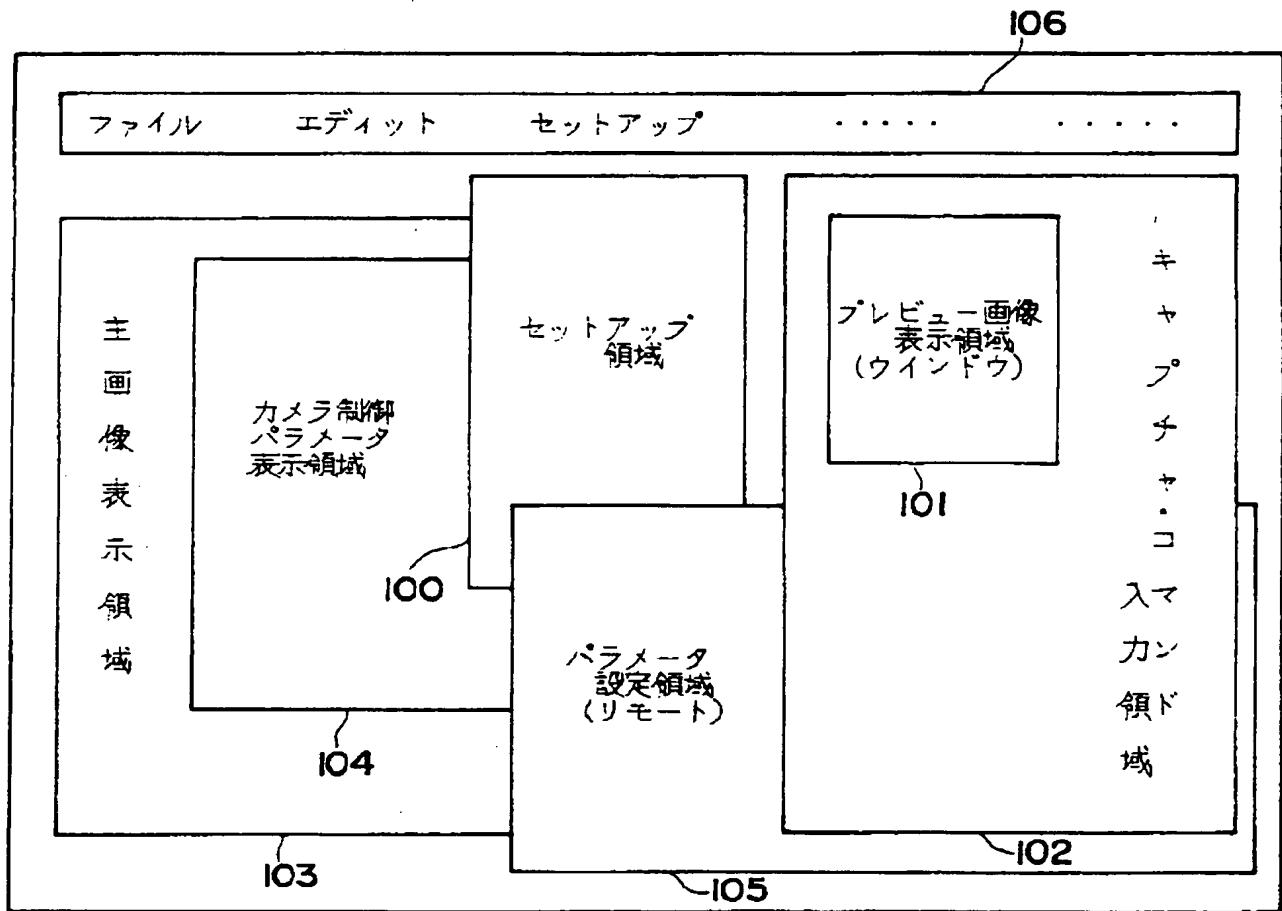 106
ファイル エディット セットアップ ・・・・・ ・・・・・
主画像表示領域
カメラ制御
パラメータ
表示領域
セットアップ
領域
プレビュー画像
表示領域
(ウインドウ)
101
キャプチャ・コマンド
入力領域
100
パラメータ
設定領域
(リモート)
104
103
105
102